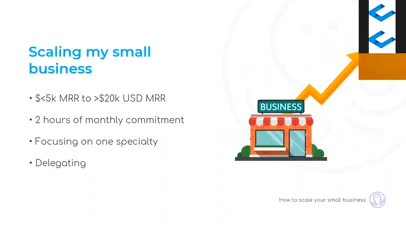 Scaling my small
business
• $<5k MRR to >$20k USD MRR
• 2 hours of monthly commitment
• Focusing on one specialty
• Delegating
BUSINESS
How to scale your small business